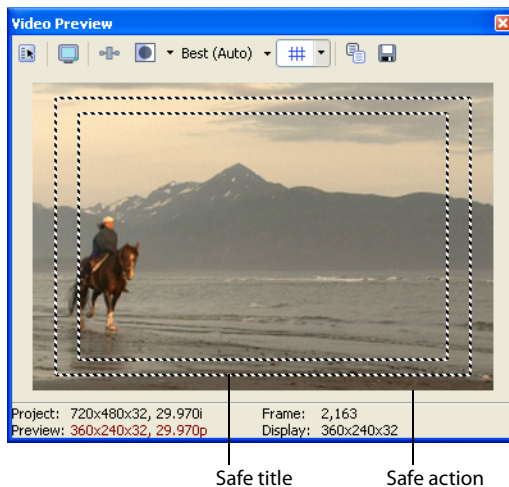 Video Preview
Best (Auto)
Project: 720x480x32, 29.970i Frame: 2,163
Preview: 360x240x32, 29.970p Display: 360x240x32
Safe title Safe action